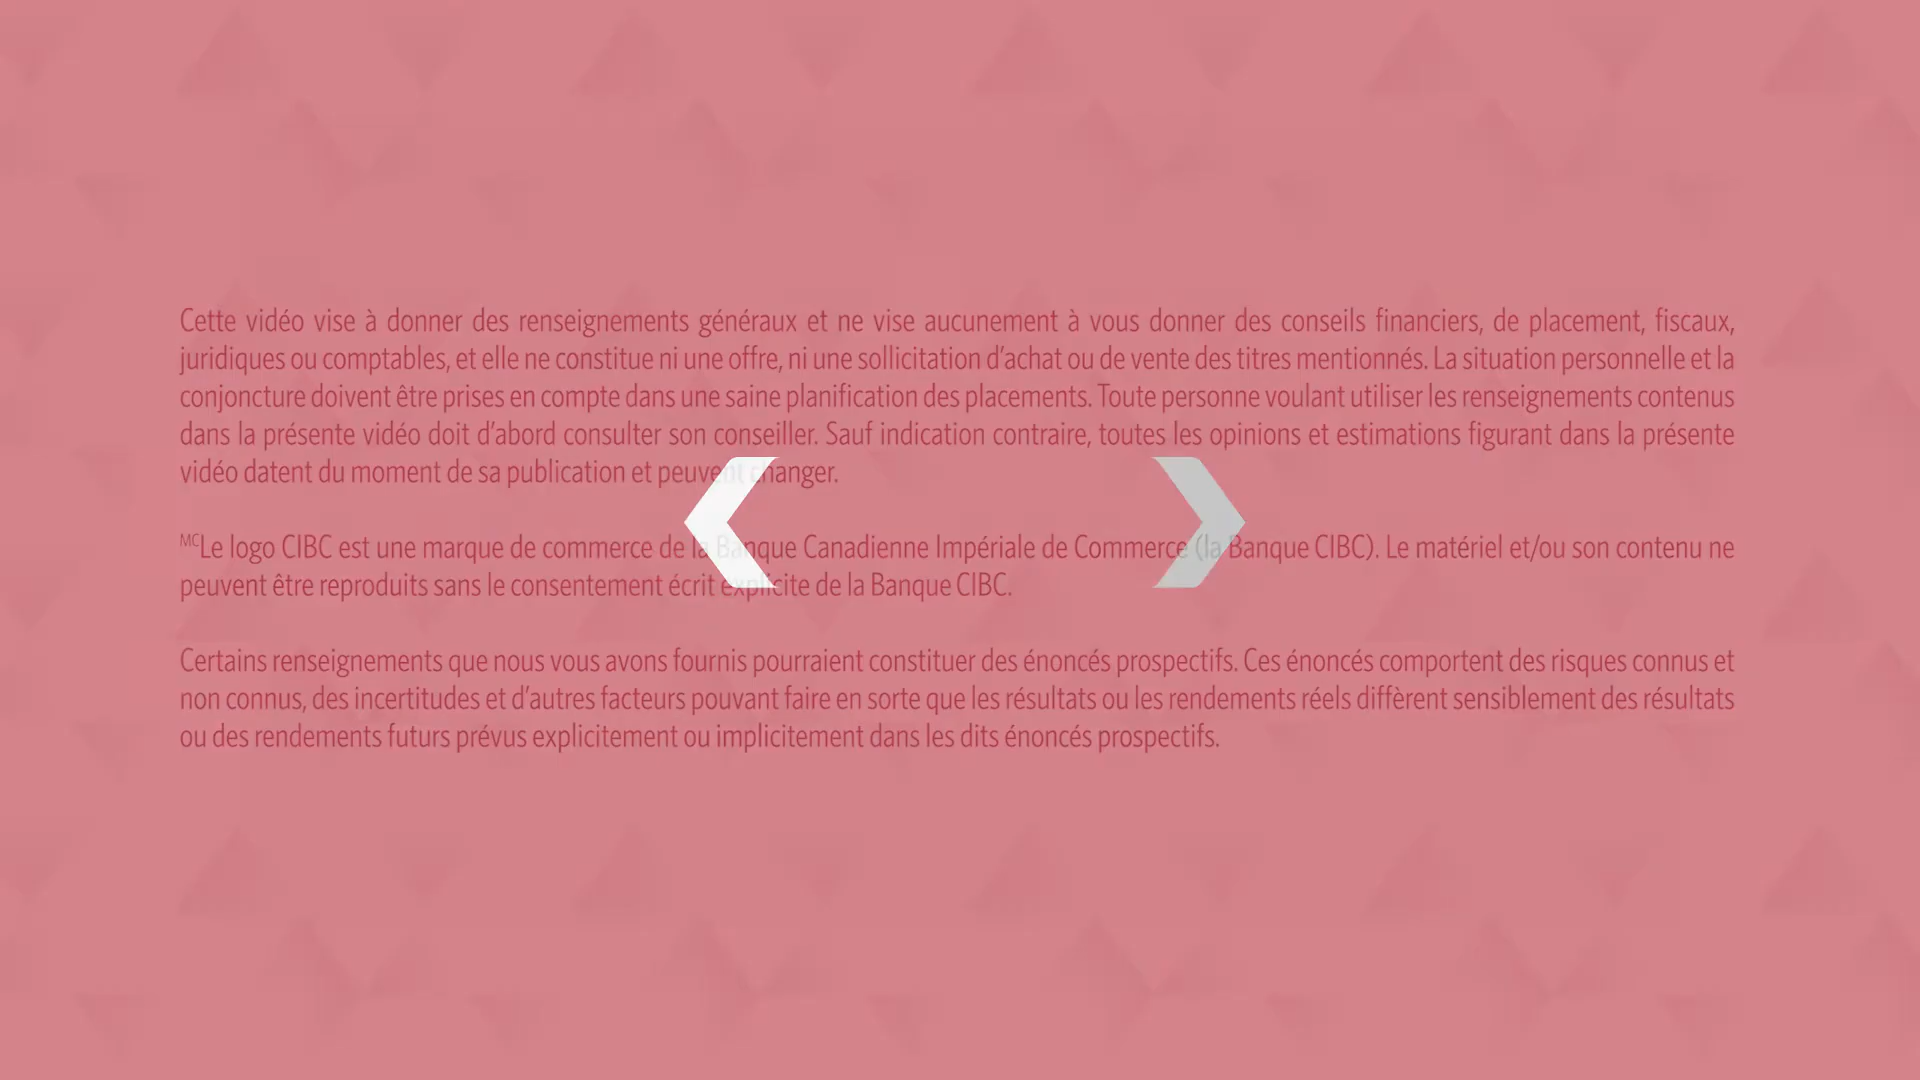 Cette vidéo vise à donner des renseignements généraux et ne vise aucunement à vous donner des conseils financiers, de placement, fiscaux,
juridiques ou comptables, et elle ne constitue ni une offre, ni une sollicitation d’achat ou de vente des titres mentionnés. La situation personnelle et la
conjoncture doivent être prises en compte dans une saine planification des placements. Toute personne voulant utiliser les renseignements contenus
dans la présente vidéo doit d’abord consulter son conseiller. Sauf indication contraire, toutes les opinions et estimations figurant dans la présente
vidéo datent du moment de sa publication et peuvent changer.
MCLe logo CIBC est une marque de commerce de la Banque Canadienne Impériale de Commerce (la Banque CIBC). Le matériel et/ou son contenu ne
peuvent être reproduits sans le consentement écrit explicite de la Banque CIBC.
Certains renseignements que nous vous avons fournis pourraient constituer des énoncés prospectifs. Ces énoncés comportent des risques connus et
non connus, des incertitudes et d’autres facteurs pouvant faire en sorte que les résultats ou les rendements réels diffèrent sensiblement des résultats
ou des rendements futurs prévus explicitement ou implicitement dans les dits énoncés prospectifs.